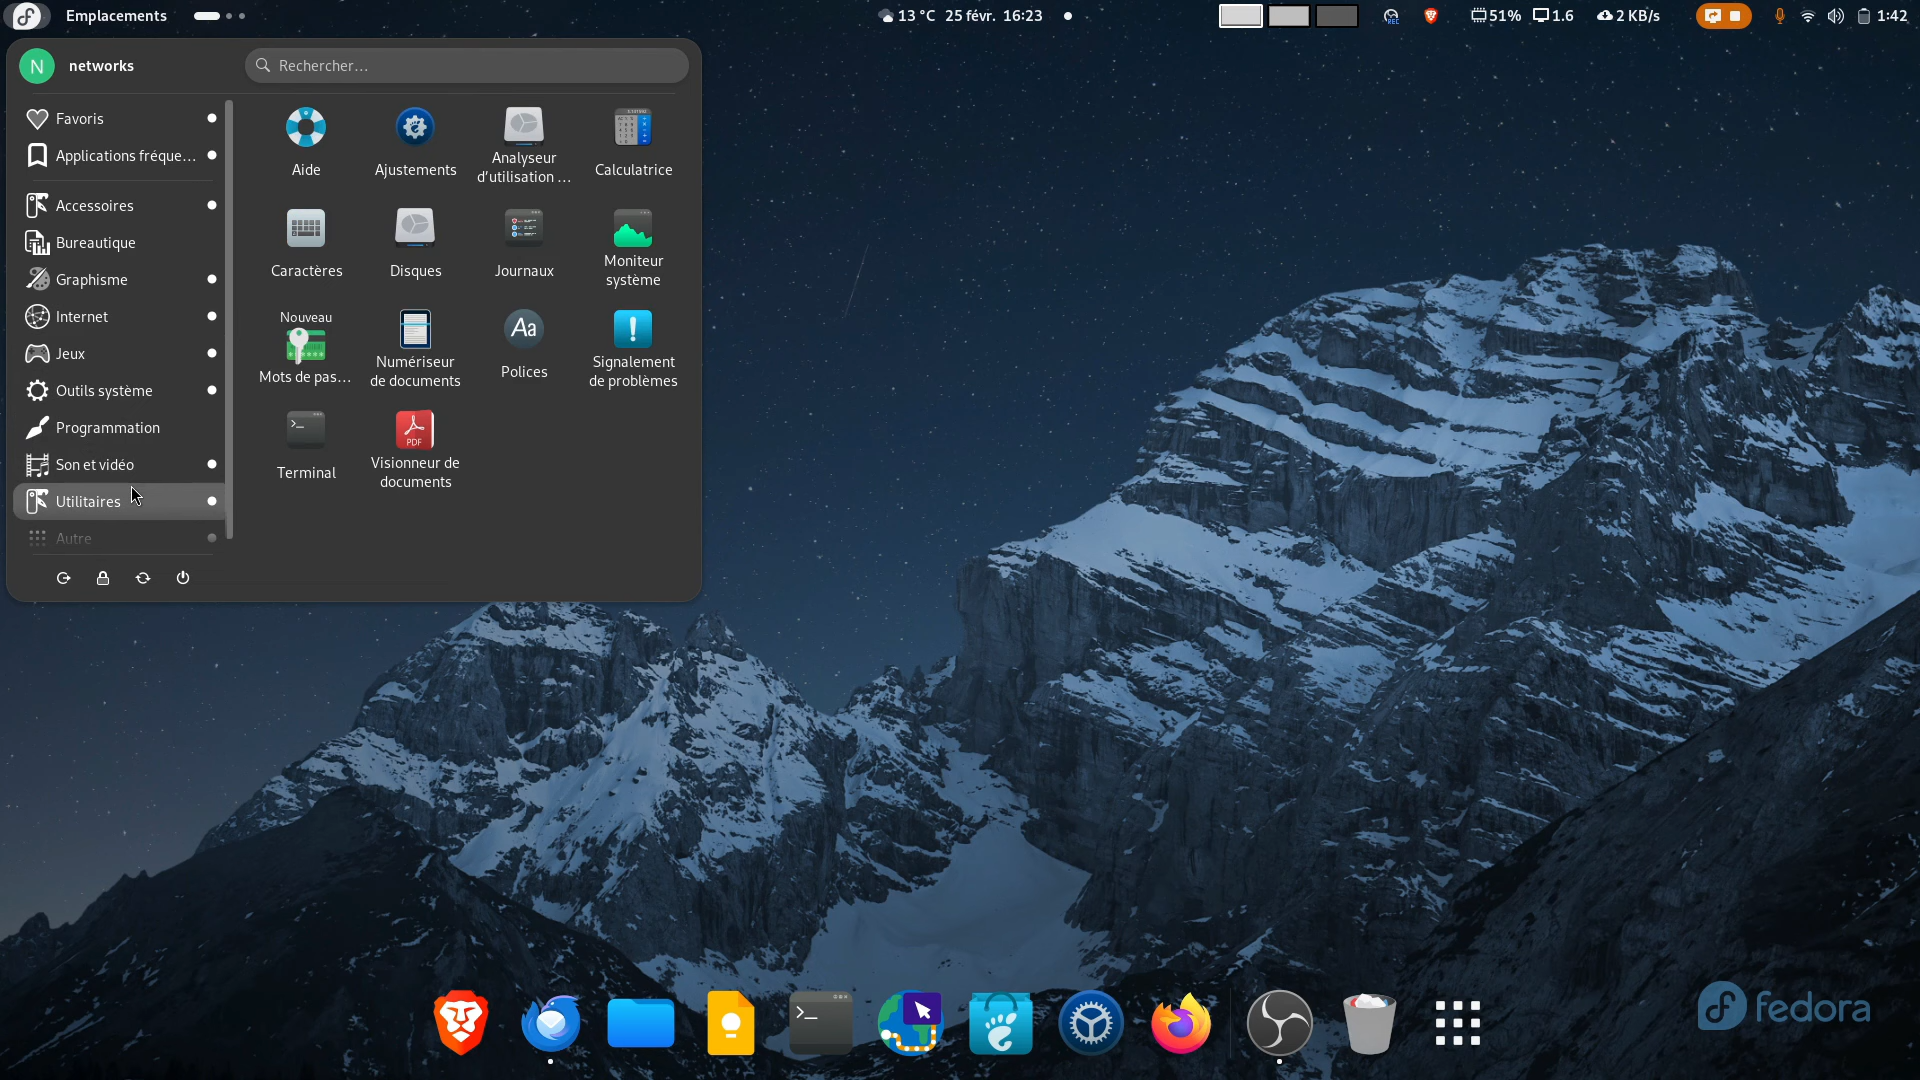 Emplacements
13 °C 25 févr. 16:23
REC
51% 1.6 2 KB/s
1:42
N networks
Rechercher…
Favoris
Applications fréque…
Accessoires
Bureautique
Graphisme
Internet
Jeux
Outils système
Programmation
Son et vidéo
Utilitaires
Autre
Aide
Ajustements
Analyseur
d’utilisation …
Calculatrice
Caractères
Disques
Journaux
Moniteur
système
Nouveau
Mots de pas…
Numériseur
de documents
Aa
Polices
Signalement
de problèmes
Terminal
PDF
Visionneur de
documents
fedora